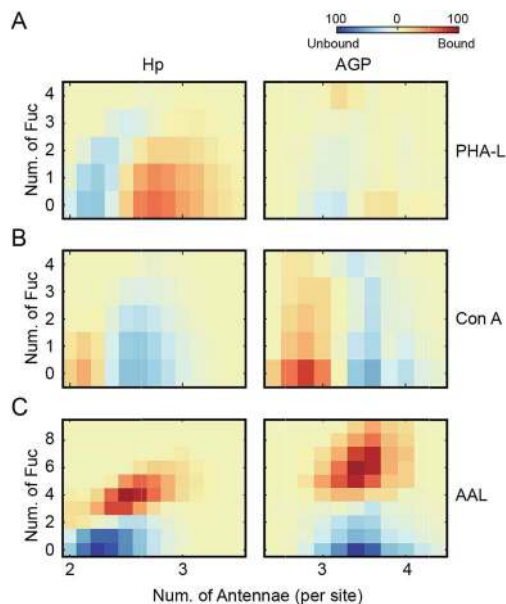 A
100 0 100
Unbound Bound
Hp AGP
Num. of Fuc
4
3
2
1
0
PHA-L
B
Num. of Fuc
4
3
2
1
0
Con A
C
Num. of Fuc
8
6
4
2
0
AAL
2 3 3 4
Num. of Antennae (per site)